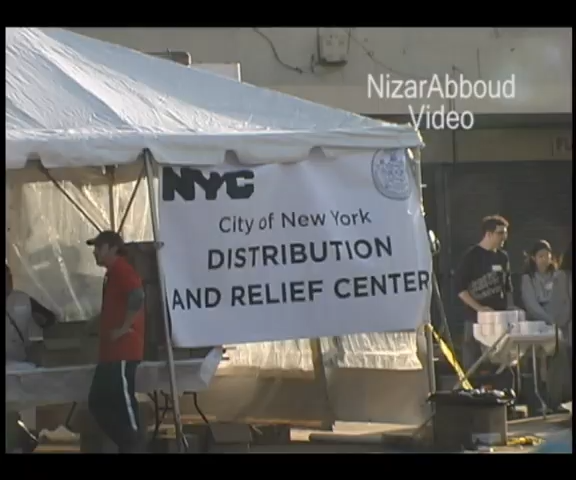 NizarAbboud
Video
NYC
City of New York
DISTRIBUTION
AND RELIEF CENTER